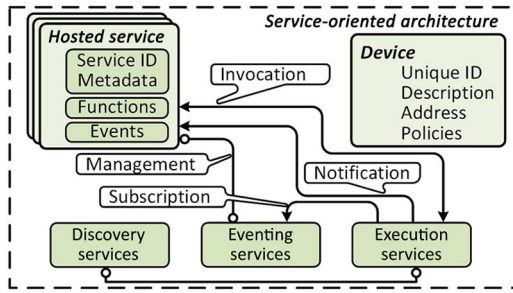 Service-oriented architecture
Hosted service
Service ID
Metadata
Functions
Events
Device
Unique ID
Description
Address
Policies
Invocation
Management
Notification
Subscription
Discovery
services
Eventing
services
Execution
services